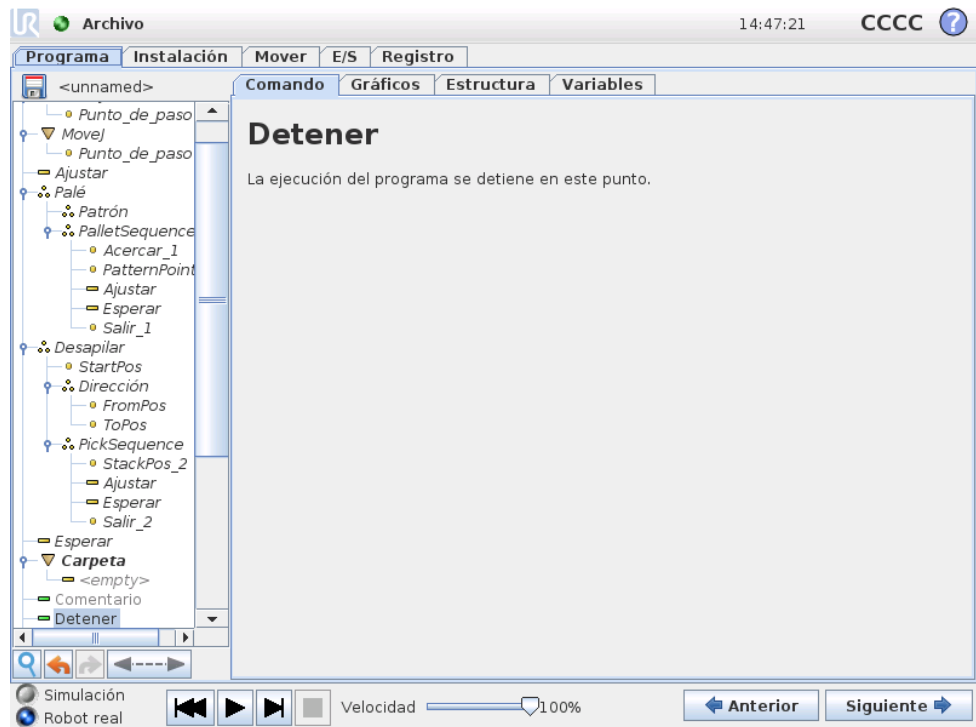 UR Archivo 14:47:21 CCCC ?
Programa Instalación Mover E/S Registro
<unnamed>
Comando Gráficos Estructura Variables
Punto_de_paso
MoveJ
Punto_de_paso
Ajustar
Palé
Patrón
PalletSequence
Acercar_1
PatternPoint
Ajustar
Esperar
Salir_1
Desapilar
StartPos
Dirección
FromPos
ToPos
PickSequence
StackPos_2
Ajustar
Esperar
Salir_2
Esperar
Carpeta
<empty>
Comentario
Detener
Detener
La ejecución del programa se detiene en este punto.
Simulación
Robot real
Velocidad 100%
Anterior Siguiente